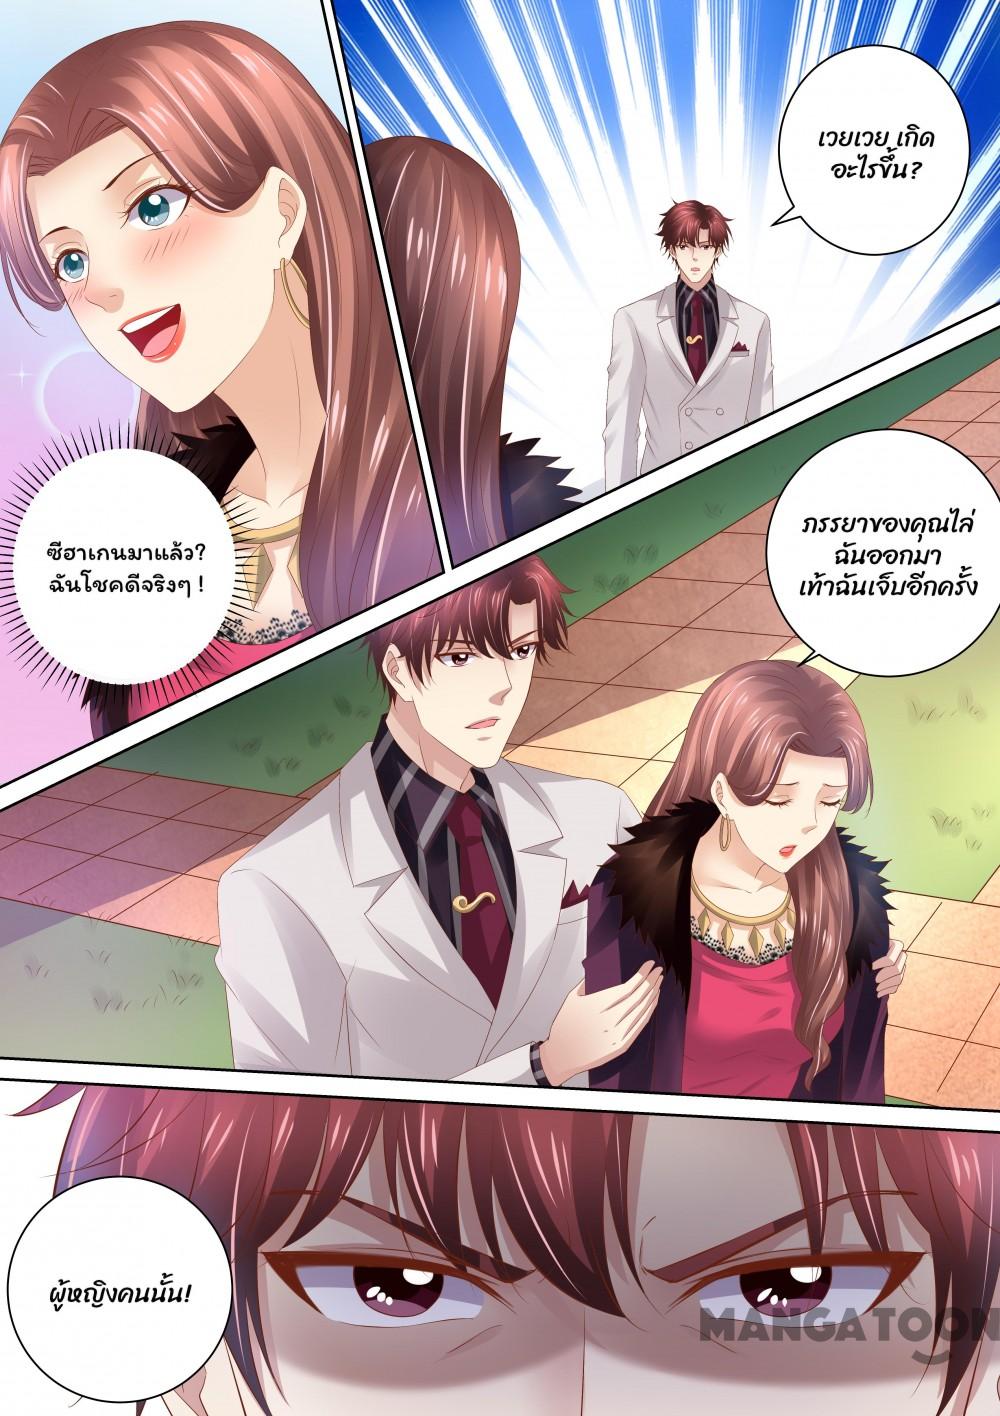 เวยเวย เกิด
อะไรขึ้น?
ซีฮาเกนมาแล้ว?
ฉันโชคดีจริงๆ !
ภรรยาของคุณไล่
ฉันออกมา
เท้าฉันเจ็บอีกครั้ง
ผู้หญิงคนนั้น!
MANGATOON